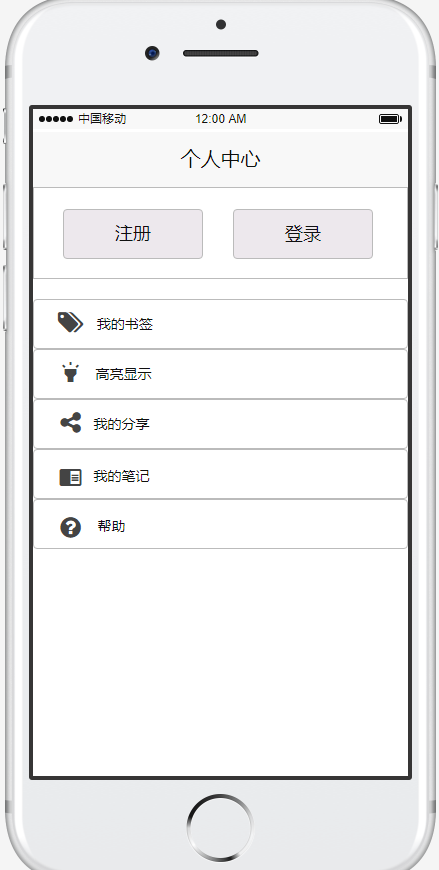 中国移动 12:00 AM
个人中心
注册 登录
我的书签
高亮显示
我的分享
我的笔记
帮助